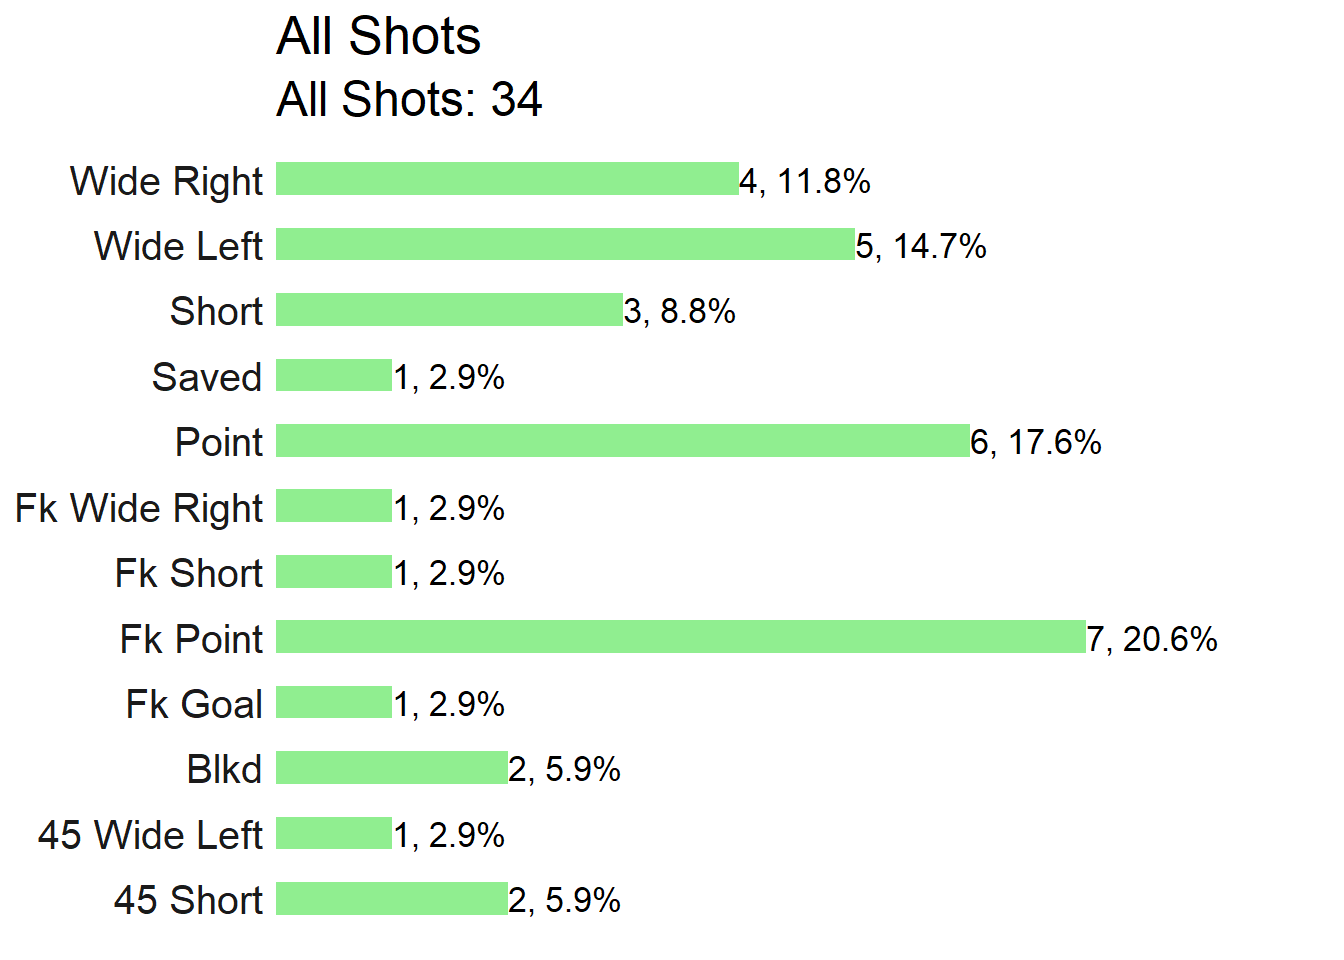 All Shots
All Shots: 34
Wide Right 4, 11.8%
Wide Left 5, 14.7%
Short 3, 8.8%
Saved 1, 2.9%
Point 6, 17.6%
Fk Wide Right 1, 2.9%
Fk Short 1, 2.9%
Fk Point 7, 20.6%
Fk Goal 1, 2.9%
Blkd 2, 5.9%
45 Wide Left 1, 2.9%
45 Short 2, 5.9%